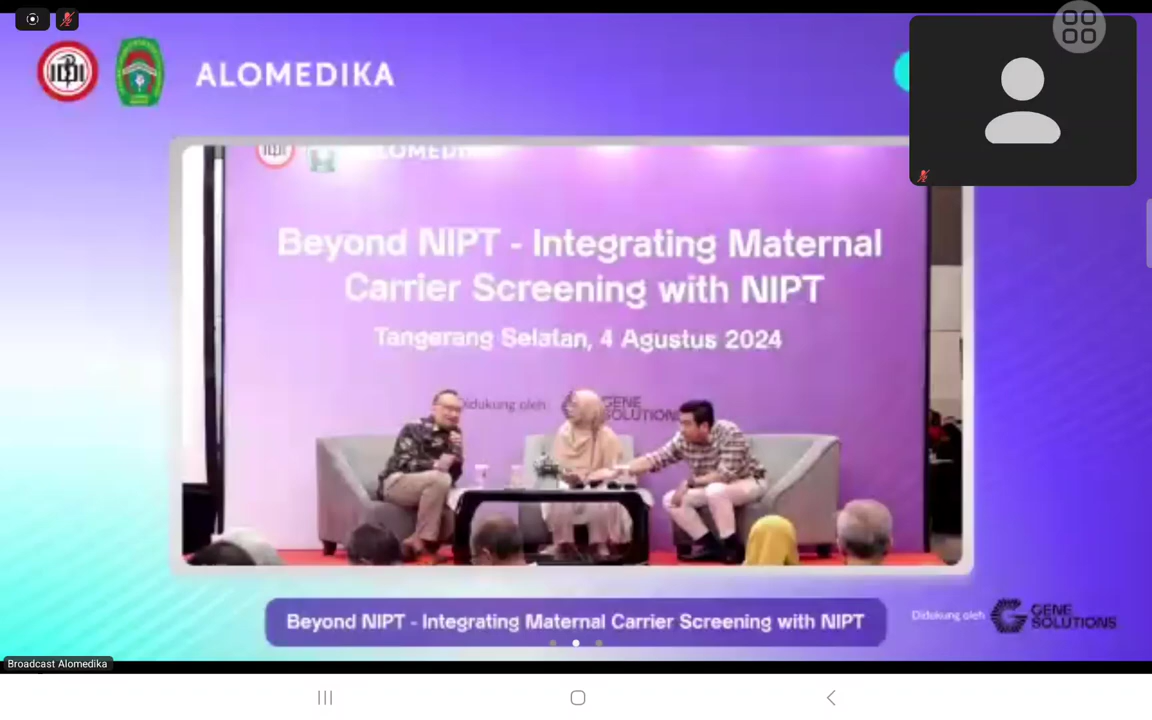 IDI
ALOMEDIKA
Beyond NIPT - Integrating Maternal
Carrier Screening with NIPT
Tangerang Selatan, 4 Agustus 2024
Didukung oleh
GENE
SOLUTIONS
Beyond NIPT - Integrating Maternal Carrier Screening with NIPT
Didukung oleh
GENE
SOLUTIONS
Broadcast Alomedika